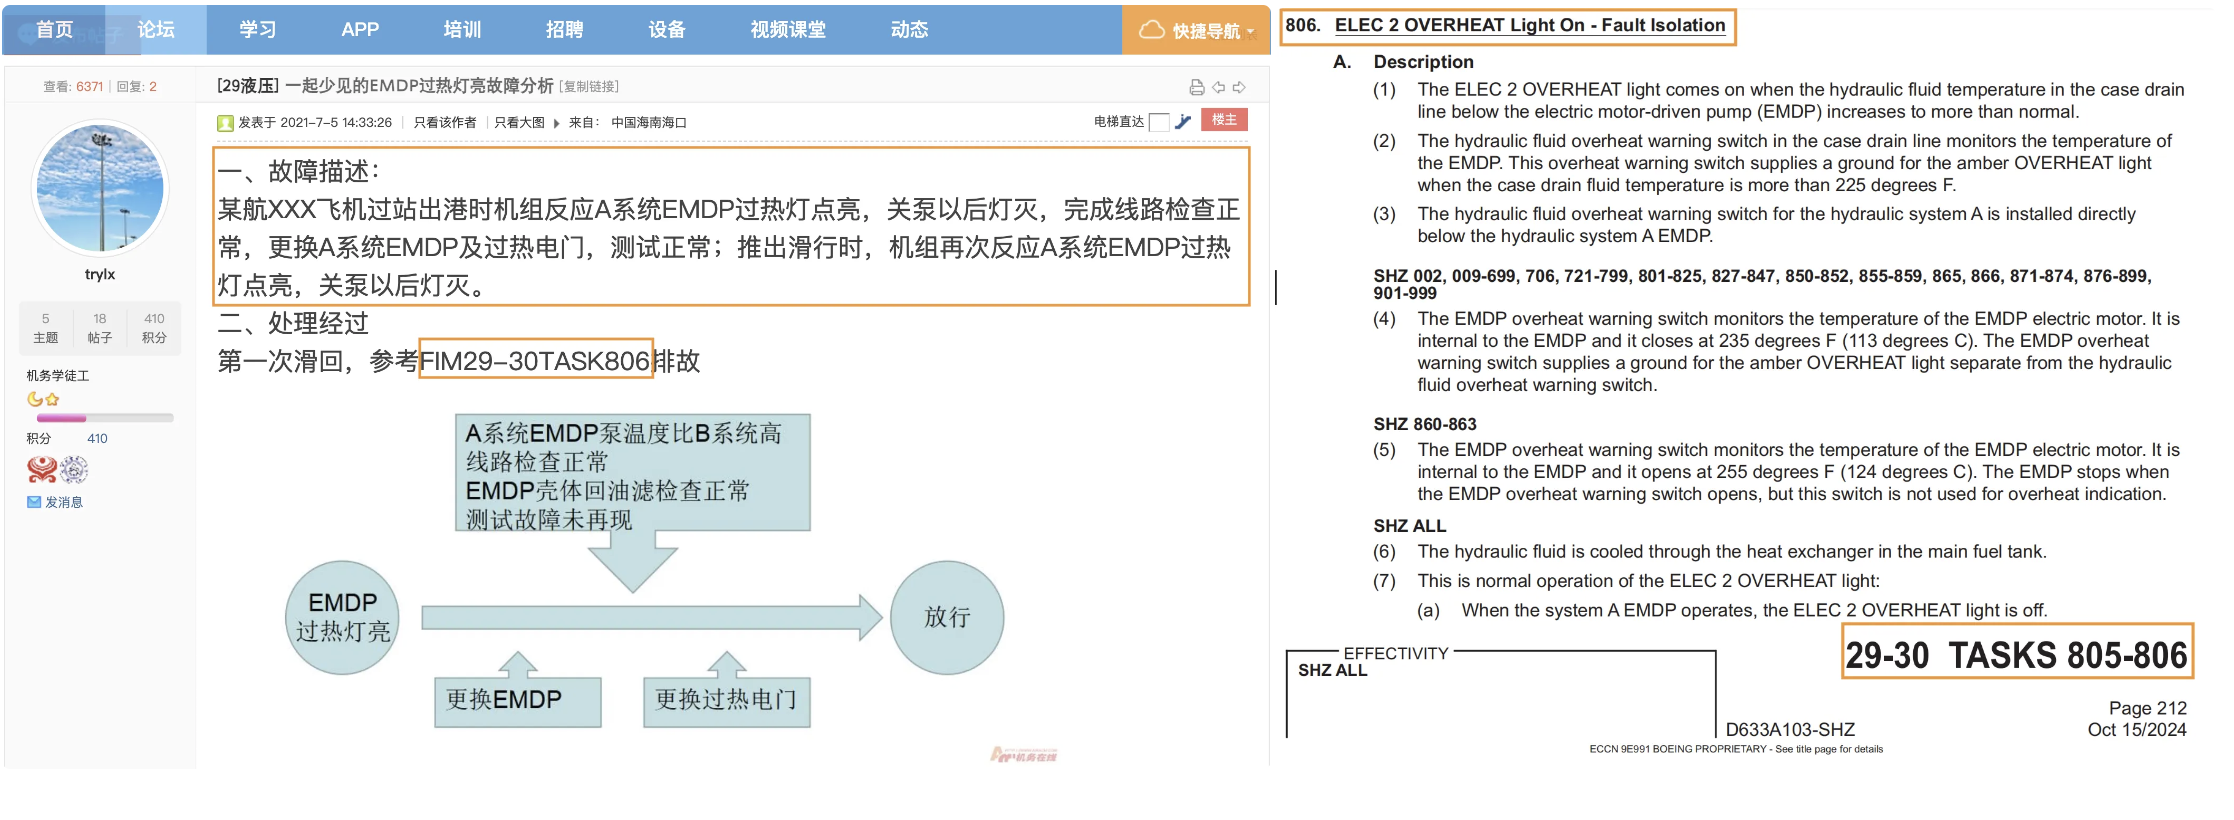 首页
论坛
学习
APP
培训
招聘
设备
视频课堂
动态
快捷导航
查看: 6371 | 回复: 2
[29液压] 一起少见的EMDP过热灯亮故障分析 [复制链接]
trylx
5 18 410
主题 帖子 积分
机务学徒工
积分 410
发消息
发表于 2021-7-5 14:33:26 | 只看该作者 | 只看大图 来自: 中国海南海口
电梯直达
楼主
一、故障描述:
某航XXX飞机过站出港时机组反应A系统EMDP过热灯点亮，关泵以后灯灭，完成线路检查正
常，更换A系统EMDP及过热电门，测试正常；推出滑行时，机组再次反应A系统EMDP过热
灯点亮，关泵以后灯灭。
二、处理经过
第一次滑回，参考FIM29-30TASK806排故
A系统EMDP泵温度比B系统高
线路检查正常
EMDP壳体回油滤检查正常
测试故障未再现
EMDP
过热灯亮
放行
更换EMDP
更换过热电门
机务在线
806. ELEC 2 OVERHEAT Light On - Fault Isolation
A. Description
(1) The ELEC 2 OVERHEAT light comes on when the hydraulic fluid temperature in the case drain
line below the electric motor-driven pump (EMDP) increases to more than normal.
(2) The hydraulic fluid overheat warning switch in the case drain line monitors the temperature of
the EMDP. This overheat warning switch supplies a ground for the amber OVERHEAT light
when the case drain fluid temperature is more than 225 degrees F.
(3) The hydraulic fluid overheat warning switch for the hydraulic system A is installed directly
below the hydraulic system A EMDP.
SHZ 002, 009-699, 706, 721-799, 801-825, 827-847, 850-852, 855-859, 865, 866, 871-874, 876-899,
901-999
(4) The EMDP overheat warning switch monitors the temperature of the EMDP electric motor. It is
internal to the EMDP and it closes at 235 degrees F (113 degrees C). The EMDP overheat
warning switch supplies a ground for the amber OVERHEAT light separate from the hydraulic
fluid overheat warning switch.
SHZ 860-863
(5) The EMDP overheat warning switch monitors the temperature of the EMDP electric motor. It is
internal to the EMDP and it opens at 255 degrees F (124 degrees C). The EMDP stops when
the EMDP overheat warning switch opens, but this switch is not used for overheat indication.
SHZ ALL
(6) The hydraulic fluid is cooled through the heat exchanger in the main fuel tank.
(7) This is normal operation of the ELEC 2 OVERHEAT light:
(a) When the system A EMDP operates, the ELEC 2 OVERHEAT light is off.
EFFECTIVITY
SHZ ALL
29-30 TASKS 805-806
Page 212
D633A103-SHZ
Oct 15/2024
ECCN 9E991 BOEING PROPRIETARY - See title page for details